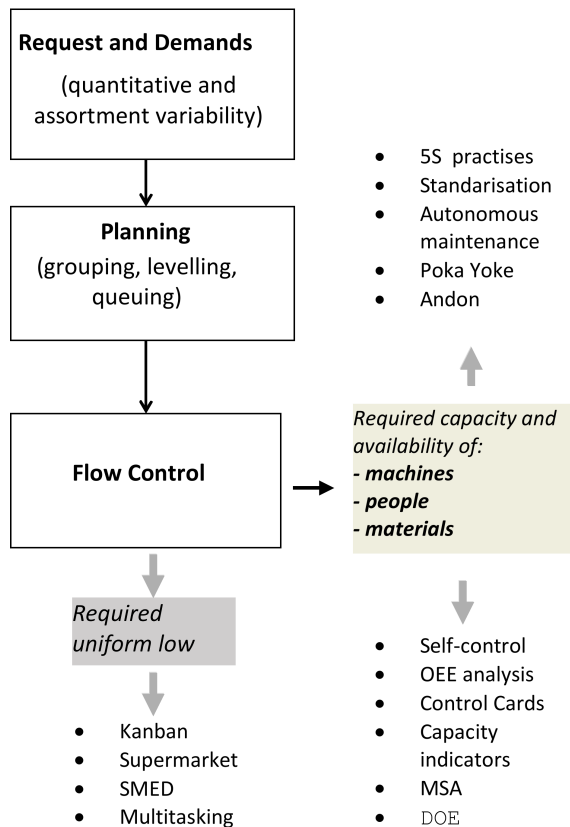 Request and Demands
(quantitative and
assortment variability)
Planning
(grouping, levelling,
queuing)
Flow Control
Required
uniform low
• Kanban
• Supermarket
• SMED
• Multitasking
• 5S practises
• Standarisation
• Autonomous
maintenance
• Poka Yoke
• Andon
Required capacity and
availability of:
- machines
- people
- materials
• Self-control
• OEE analysis
• Control Cards
• Capacity
indicators
• MSA
• DOE